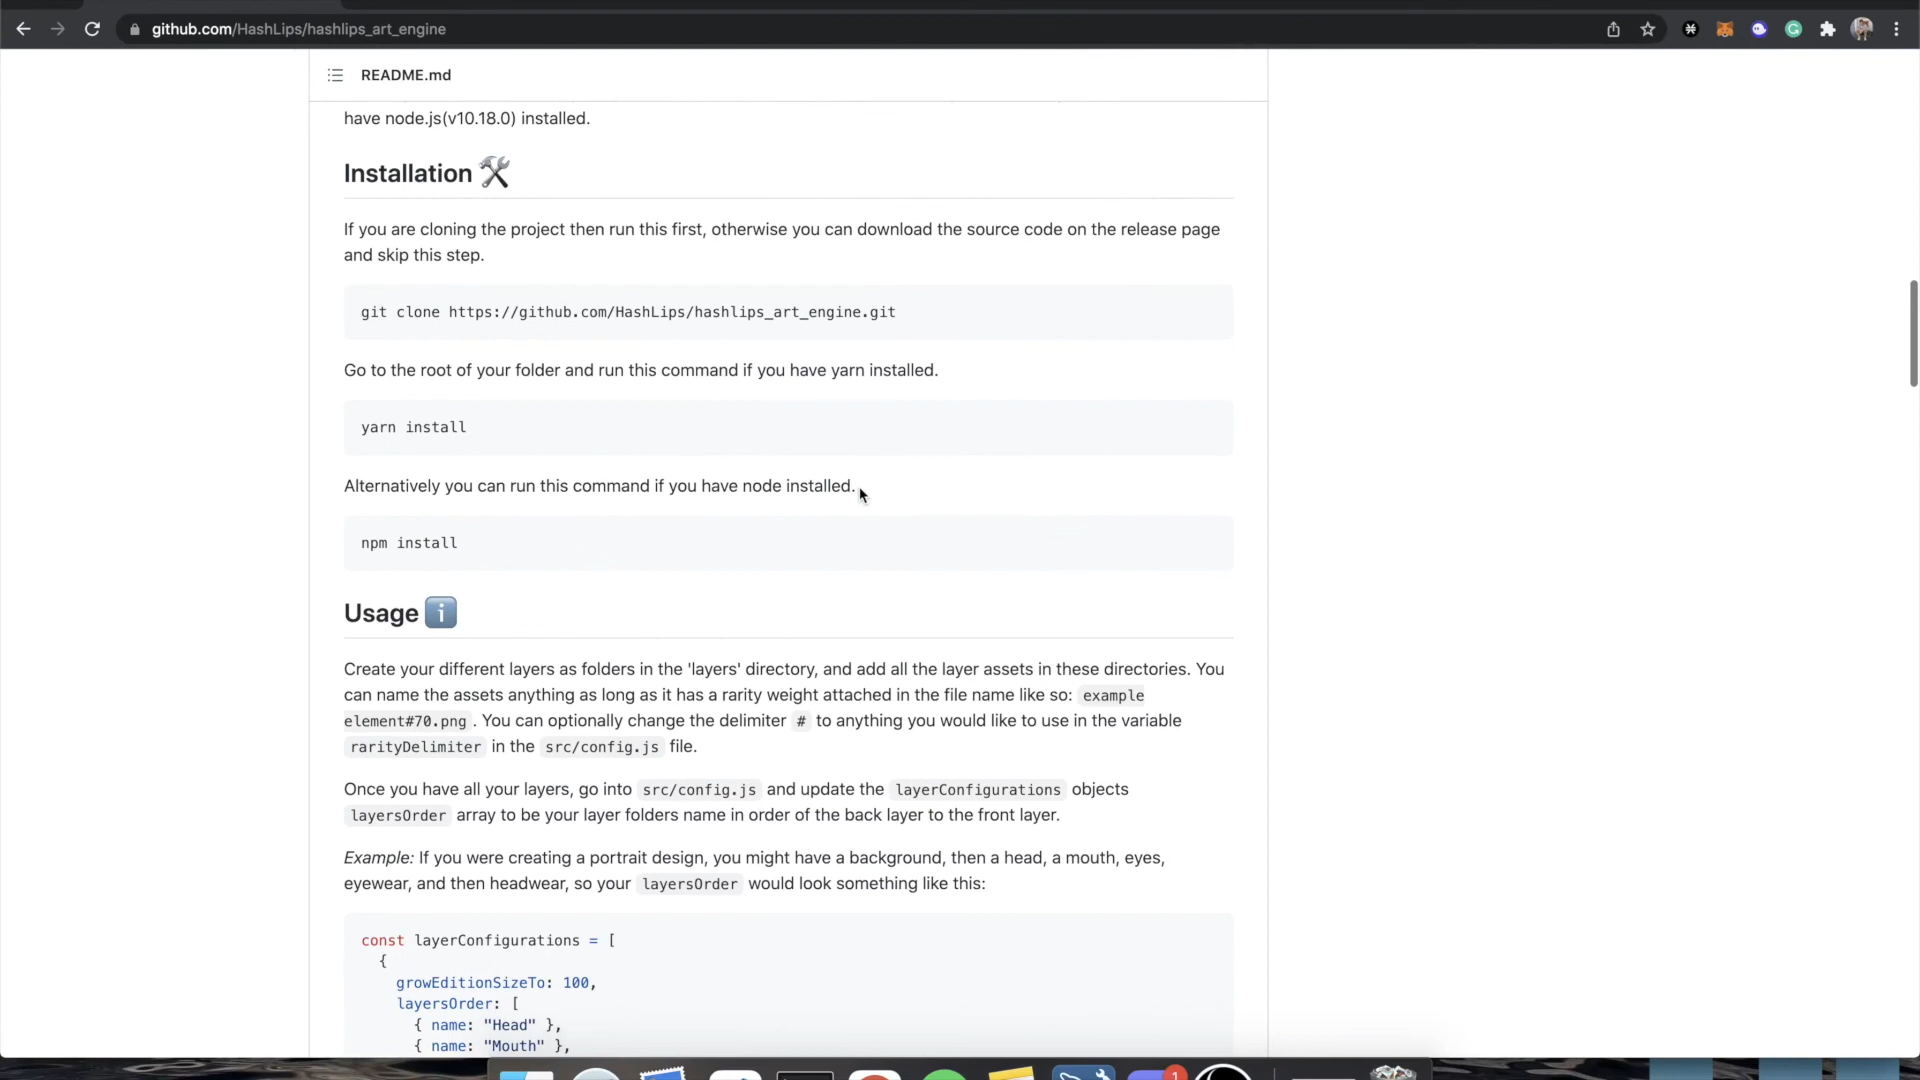 github.com/HashLips/hashlips_art_engine
README.md
have node.js(v10.18.0) installed.
Installation
If you are cloning the project then run this first, otherwise you can download the source code on the release page
and skip this step.
git clone https://github.com/HashLips/hashlips_art_engine.git
Go to the root of your folder and run this command if you have yarn installed.
yarn install
Alternatively you can run this command if you have node installed.
npm install
Usage
Create your different layers as folders in the 'layers' directory, and add all the layer assets in these directories. You
can name the assets anything as long as it has a rarity weight attached in the file name like so: example
element#70.png . You can optionally change the delimiter # to anything you would like to use in the variable
rarityDelimiter in the src/config.js file.
Once you have all your layers, go into src/config.js and update the layerConfigurations objects
layersOrder array to be your layer folders name in order of the back layer to the front layer.
Example: If you were creating a portrait design, you might have a background, then a head, a mouth, eyes,
eyewear, and then headwear, so your layersOrder would look something like this:
const layerConfigurations = [
{
growEditionSizeTo: 100,
layersOrder: [
{ name: "Head" },
{ name: "Mouth" },
1